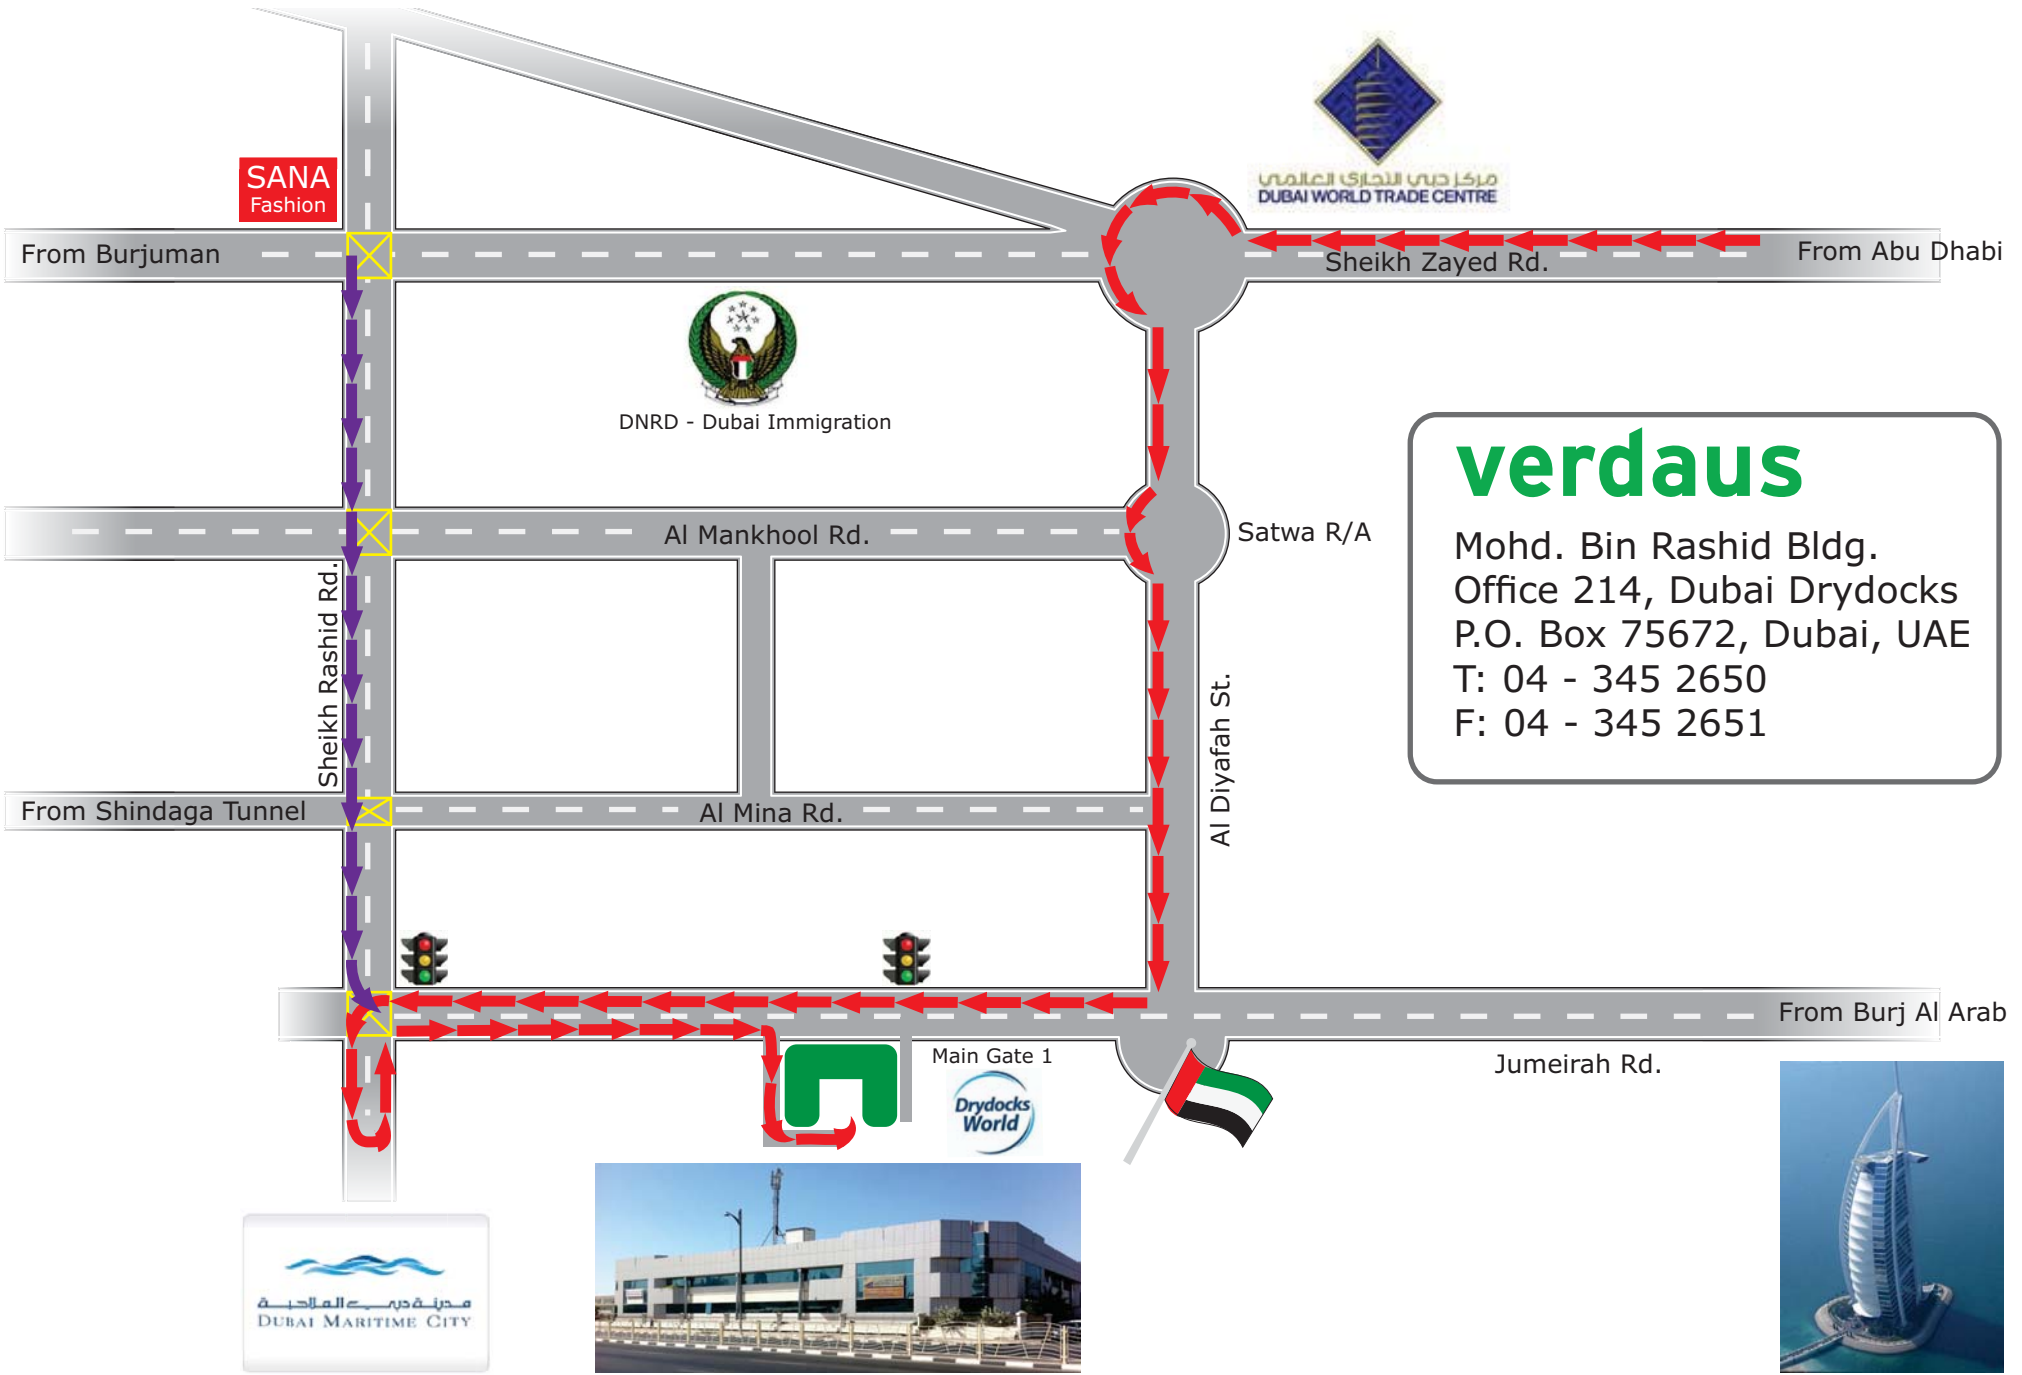 مركز دبي التجاري العالمي
DUBAI WORLD TRADE CENTRE
SANA
Fashion
From Burjuman
Sheikh Zayed Rd.
From Abu Dhabi
DNRD - Dubai Immigration
verdaus
Mohd. Bin Rashid Bldg.
Office 214, Dubai Drydocks
P.O. Box 75672, Dubai, UAE
T: 04 - 345 2650
F: 04 - 345 2651
Al Mankhool Rd.
Satwa R/A
Sheikh Rashid Rd.
Al Diyafah St.
From Shindaga Tunnel
Al Mina Rd.
From Burj Al Arab
Main Gate 1
Jumeirah Rd.
Drydocks
World
مدينة دبي الملاحية
DUBAI MARITIME CITY